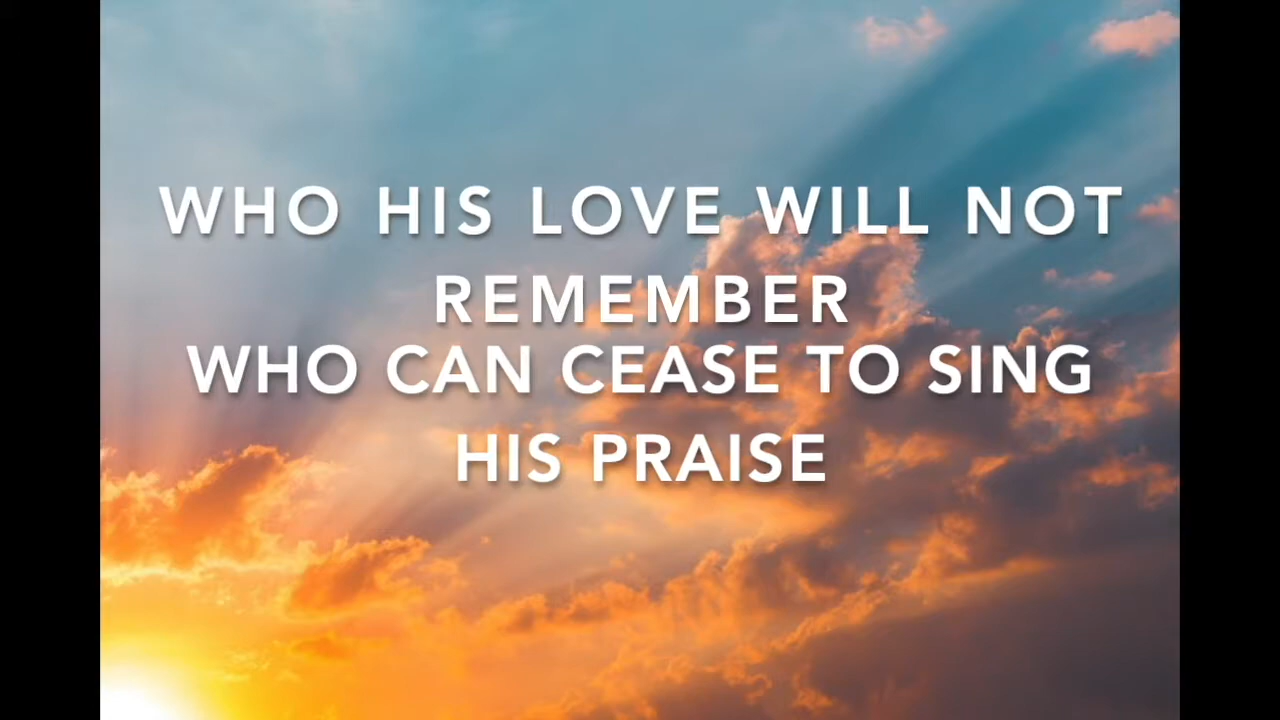 WHO HIS LOVE WILL NOT
REMEMBER
WHO CAN CEASE TO SING
HIS PRAISE